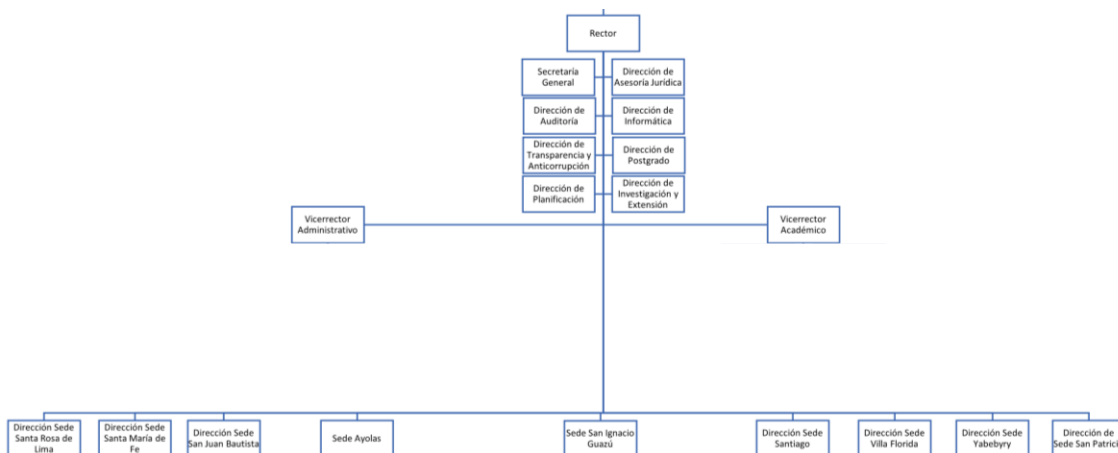 Rector
Secretaría
General
Dirección de
Asesoría Jurídica
Dirección de
Auditoría
Dirección de
Informática
Dirección de
Transparencia y
Anticorrupción
Dirección de
Postgrado
Dirección de
Planificación
Dirección de
Investigación y
Extensión
Vicerrector
Administrativo
Vicerrector
Académico
Dirección Sede
Santa Rosa de
Lima
Dirección Sede
Santa María de
Fe
Dirección Sede
San Juan Bautista
Sede Ayolas
Sede San Ignacio
Guazú
Dirección Sede
Santiago
Dirección Sede
Villa Florida
Dirección Sede
Yabebyry
Dirección de
Sede San Patrici